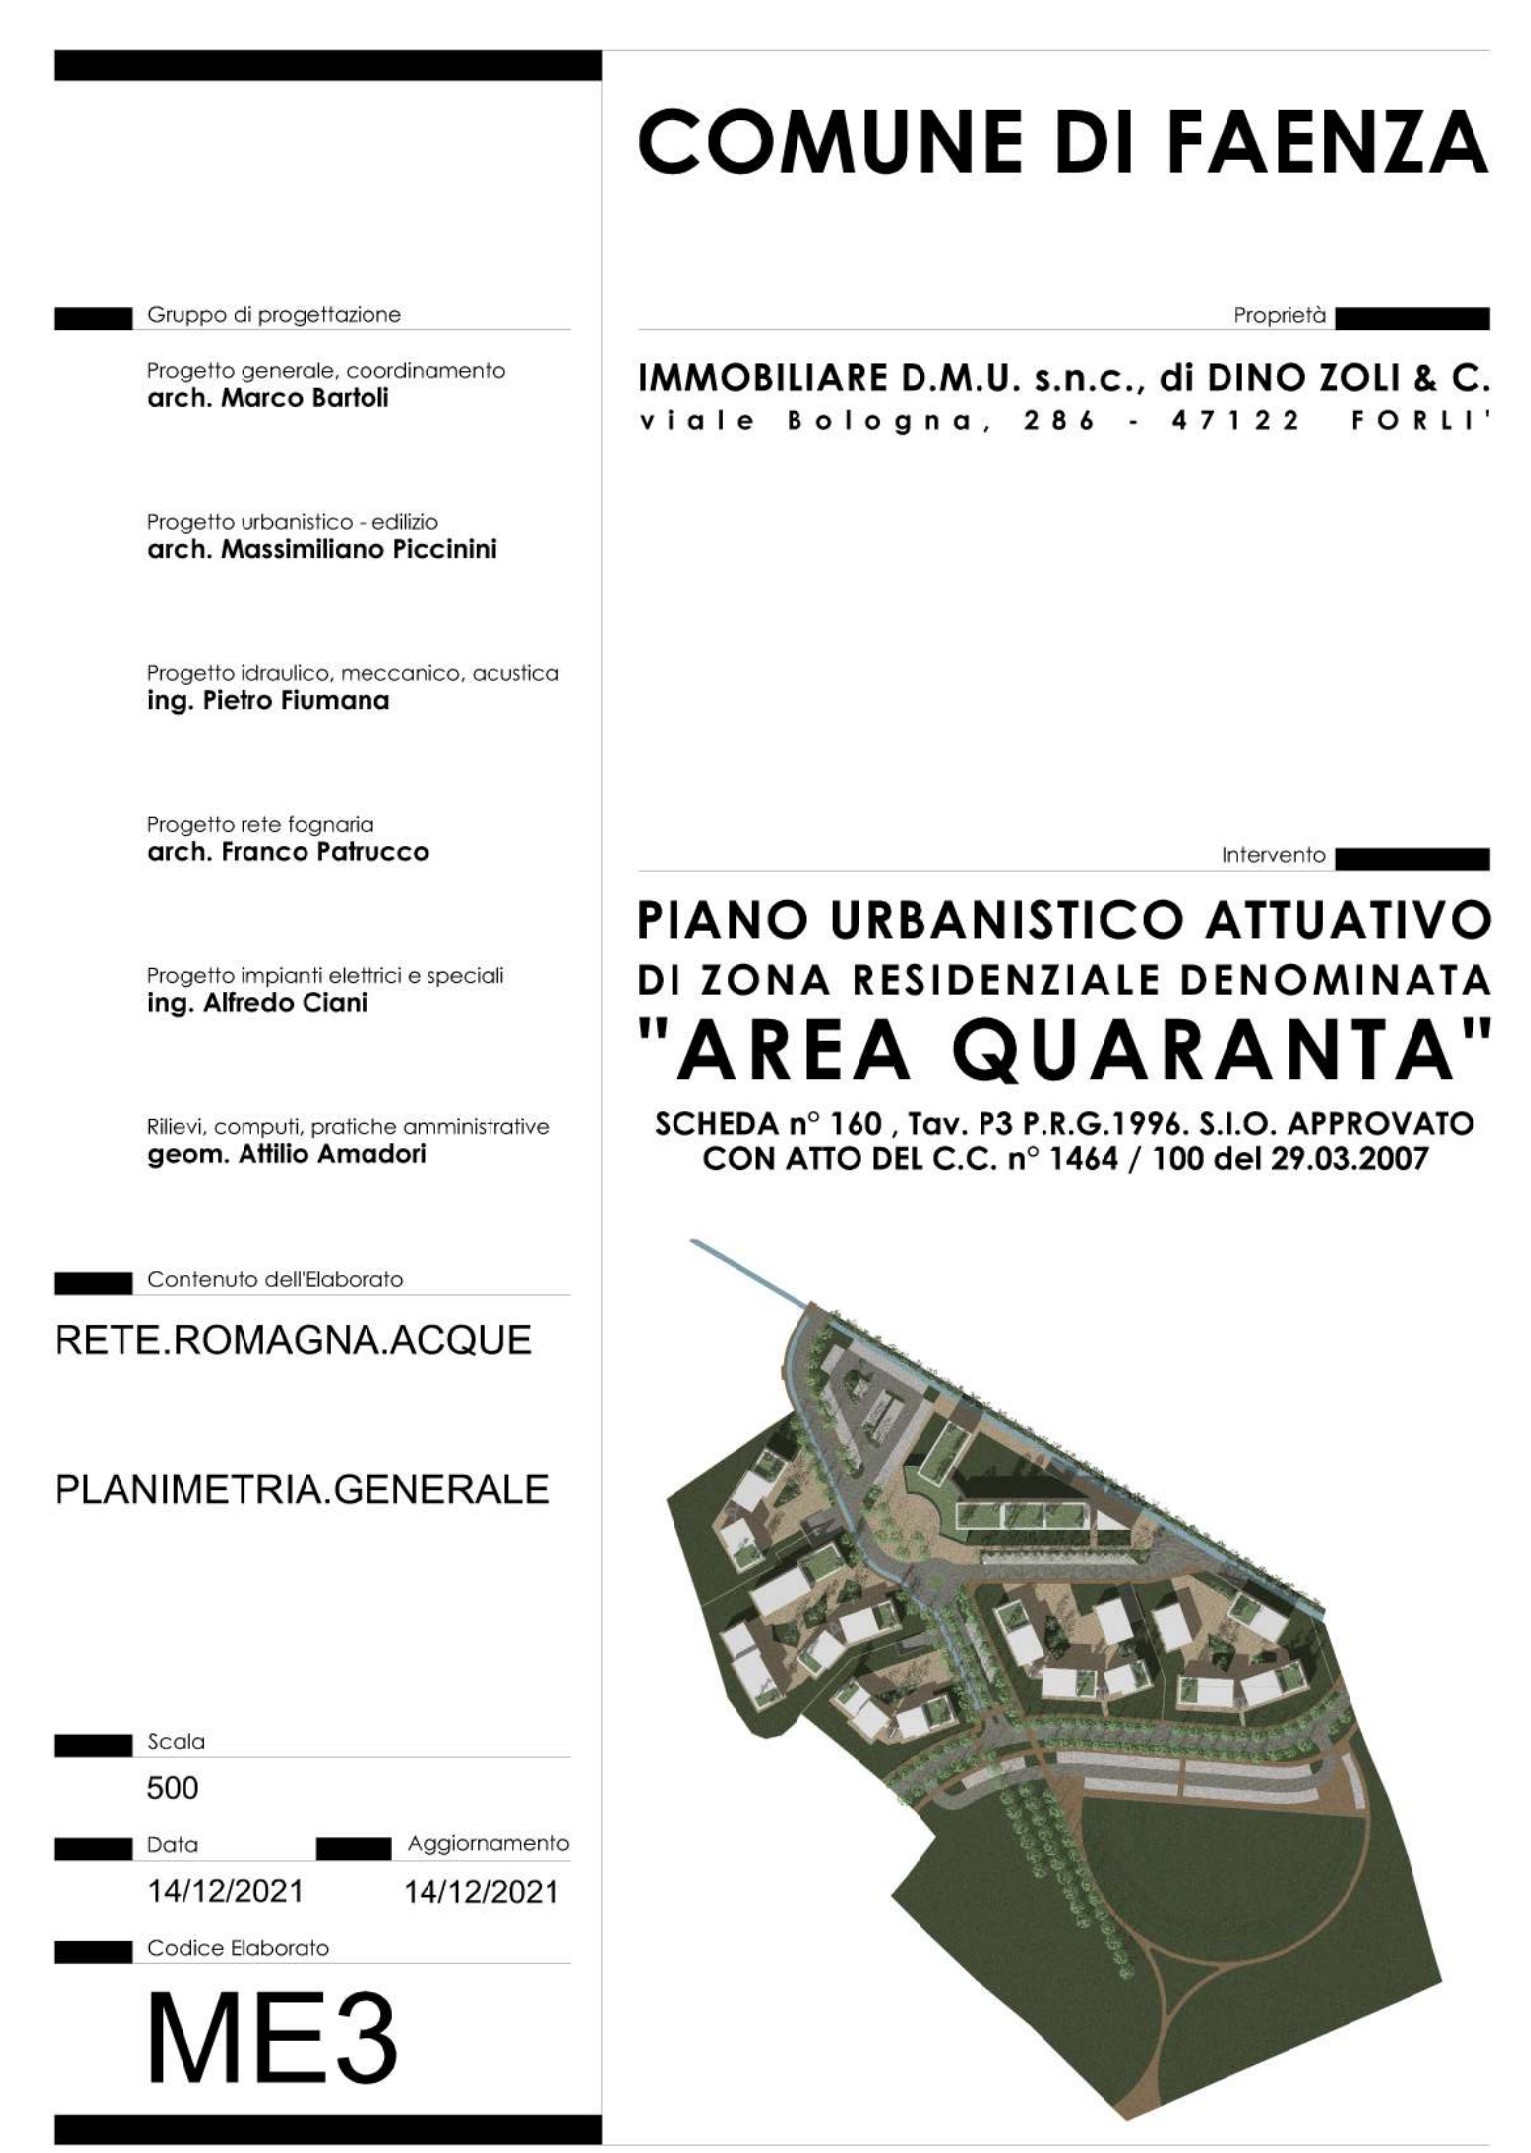 COMUNE DI FAENZA
Gruppo di progettazione
Progetto generale, coordinamento
arch. Marco Bartoli
Progetto urbanistico - edilizio
arch. Massimiliano Piccinini
Progetto idraulico, meccanico, acustica
ing. Pietro Fiumana
Progetto rete fognaria
arch. Franco Patrucco
Progetto impianti elettrici e speciali
ing. Alfredo Ciani
Rilievi, computi, pratiche amministrative
geom. Attilio Amadori
Contenuto dell'Elaborato
RETE.ROMAGNA.ACQUE
PLANIMETRIA.GENERALE
Scala
500
Data
Aggiornamento
14/12/2021
14/12/2021
Codice Elaborato
ME3
Proprietà
IMMOBILIARE D.M.U. s.n.c., di DINO ZOLI & C.
viale Bologna, 286 - 47122 FORLI'
Intervento
PIANO URBANISTICO ATTUATIVO
DI ZONA RESIDENZIALE DENOMINATA
"AREA QUARANTA"
SCHEDA n° 160 , Tav. P3 P.R.G.1996. S.I.O. APPROVATO
CON ATTO DEL C.C. n° 1464 / 100 del 29.03.2007